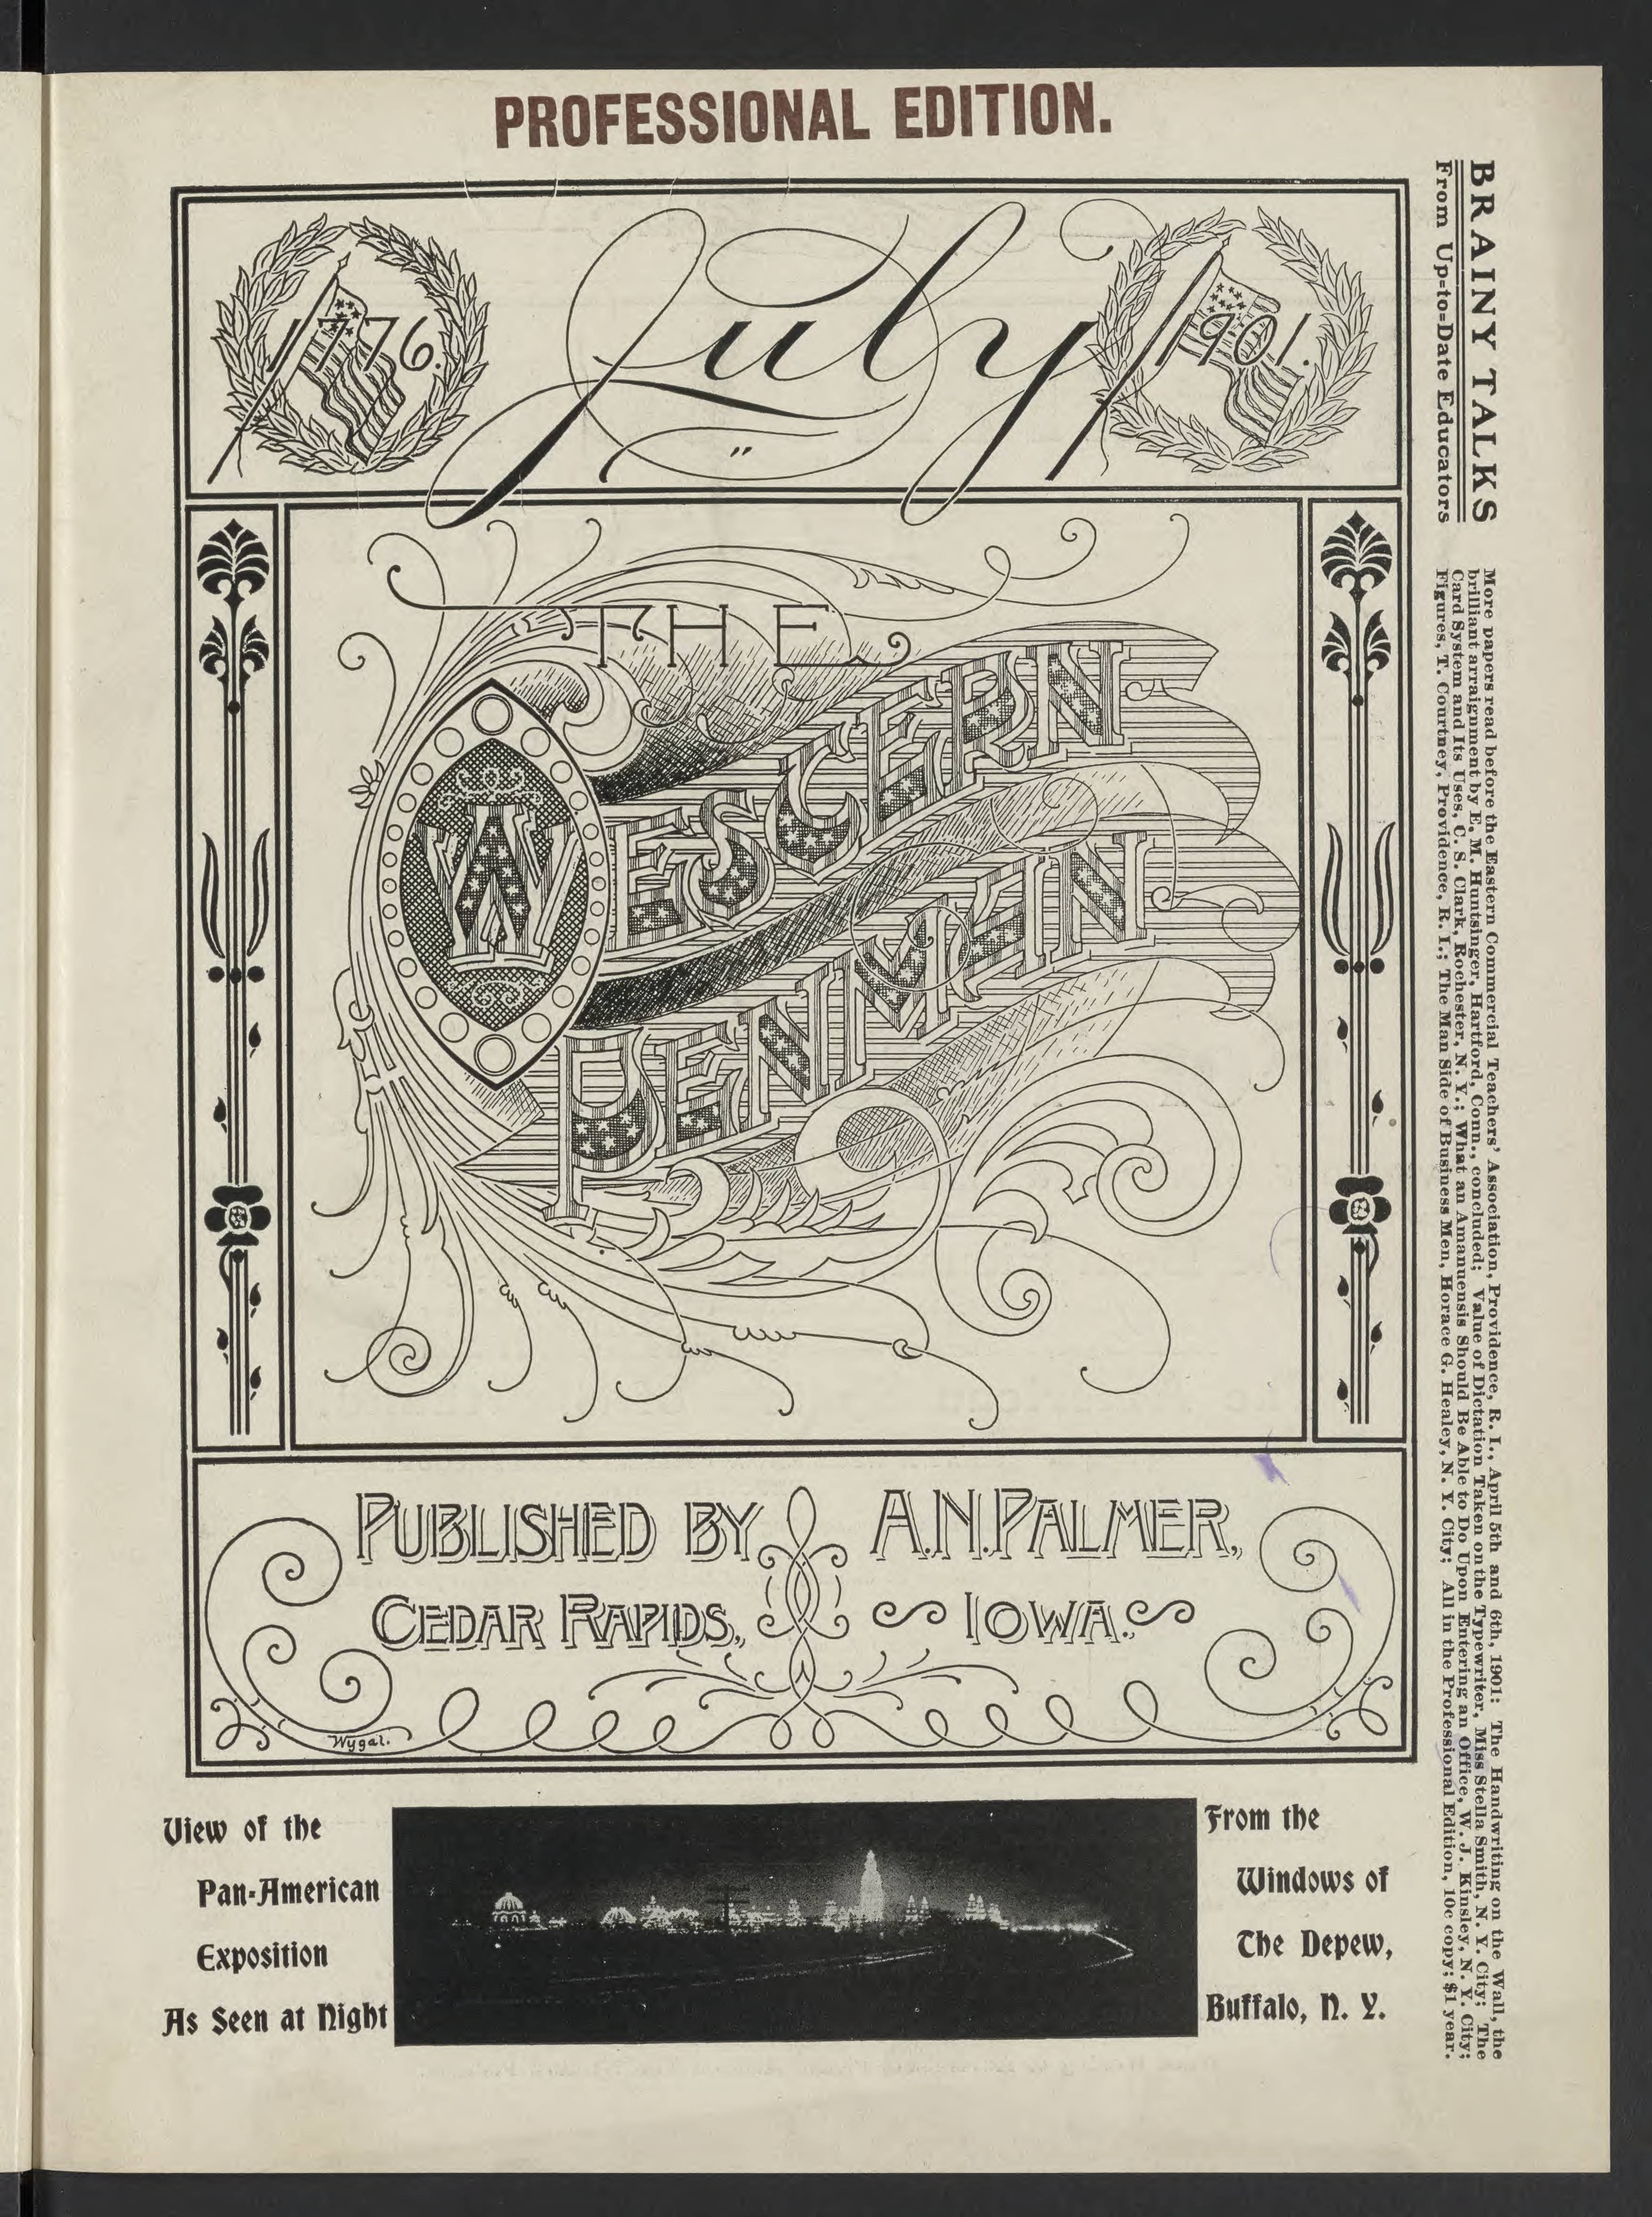 PROFESSIONAL EDITION.
1776.
July
1901.
THE
WESTERN
PENMAN
W
PUBLISHED BY A.N. PALMER,
CEDAR RAPIDS, IOWA.
Wygal.
View of the
Pan-American
Exposition
As Seen at Night
From the
Windows of
The Depew,
Buffalo, N. Y.
BRAINY TALKS
From Up=to=Date Educators
More papers read before the Eastern Commercial Teachers' Association, Providence, R. I., April 5th and 6th, 1901: The Handwriting on the Wall, the
brilliant arraignment by E. M. Huntsinger, Hartford, Conn., concluded; Value of Dictation Taken on the Typewriter, Miss Stella Smith, N. Y. City; The
Card System and Its Uses, C. S. Clark, Rochester, N. Y.; What an Amanuensis Should Be Able to Do Upon Entering an Office, W. J. Kinsley, N. Y. City;
Figures, T. Courtney, Providence, R. I.; The Man Side of Business Men, Horace G. Healey, N. Y. City; All in the Professional Edition, 10c copy; $1 year.